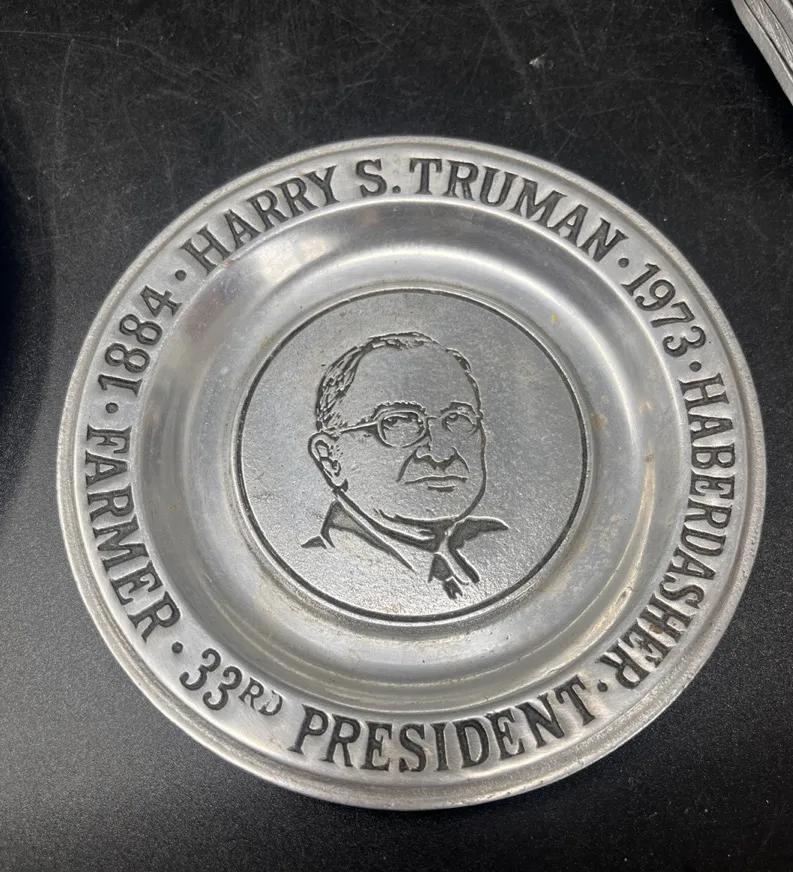 1884 · HARRY S. TRUMAN · 1973 · HABERDASHER ·
FARMER · 33RD PRESIDENT ·